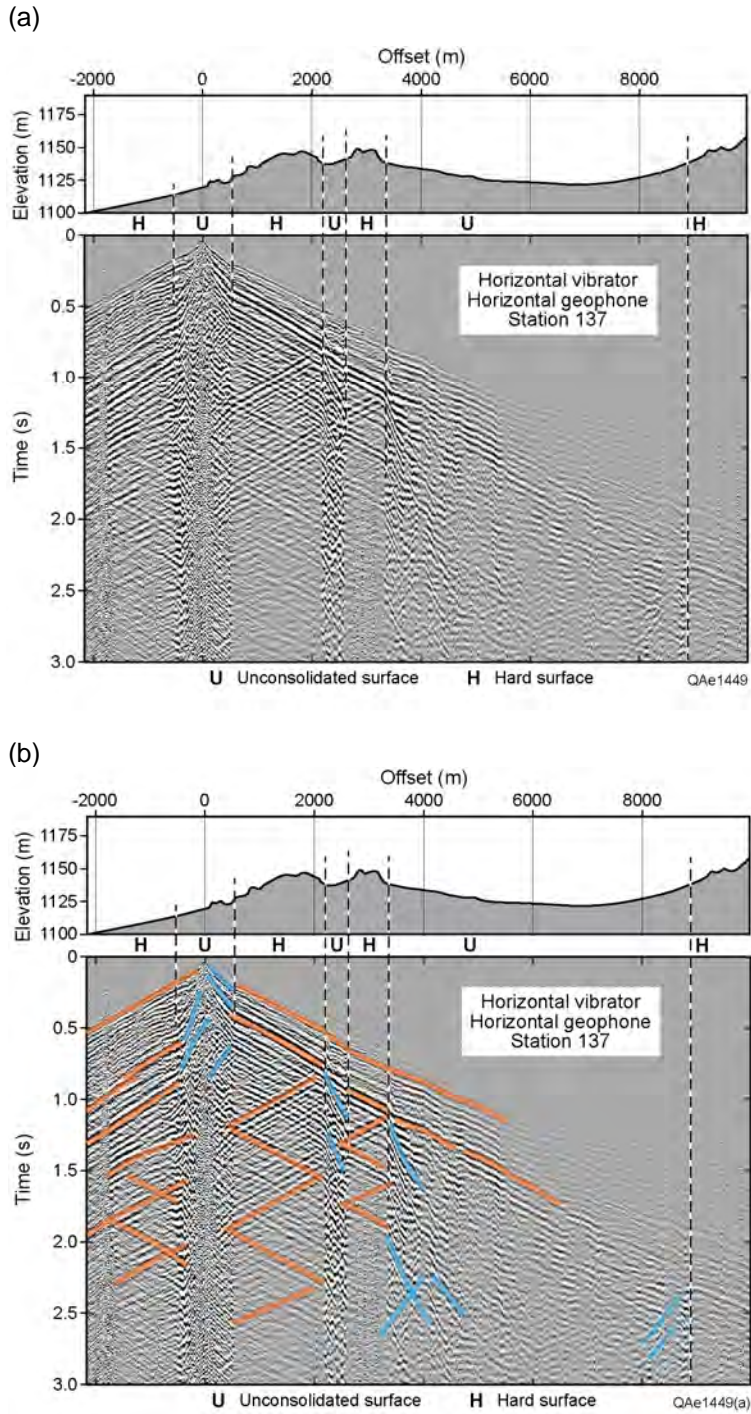 (a)
Offset (m)
-2000 0 2000 4000 6000 8000
Elevation (m)
1175
1150
1125
1100
H U H U H U H
Time (s)
0
0.5
1.0
1.5
2.0
2.5
3.0
Horizontal vibrator
Horizontal geophone
Station 137
U Unconsolidated surface H Hard surface QAe1449
(b)
Offset (m)
-2000 0 2000 4000 6000 8000
Elevation (m)
1175
1150
1125
1100
H U H U H U H
Time (s)
0
0.5
1.0
1.5
2.0
2.5
3.0
Horizontal vibrator
Horizontal geophone
Station 137
U Unconsolidated surface H Hard surface QAe1449(a)